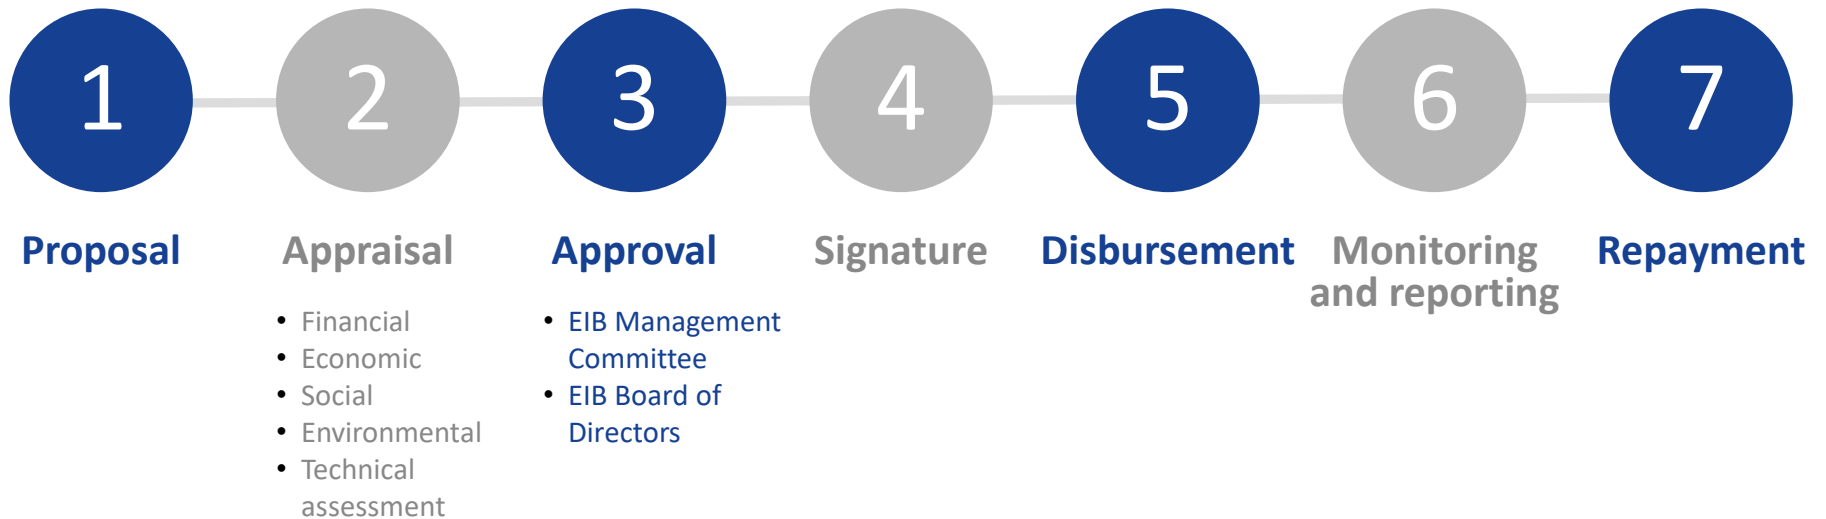 1 2 3 4 5 6 7
Proposal Appraisal Approval Signature Disbursement Monitoring Repayment
and reporting
• Financial
• Economic
• Social
• Environmental
• Technical
assessment
• EIB Management
Committee
• EIB Board of
Directors